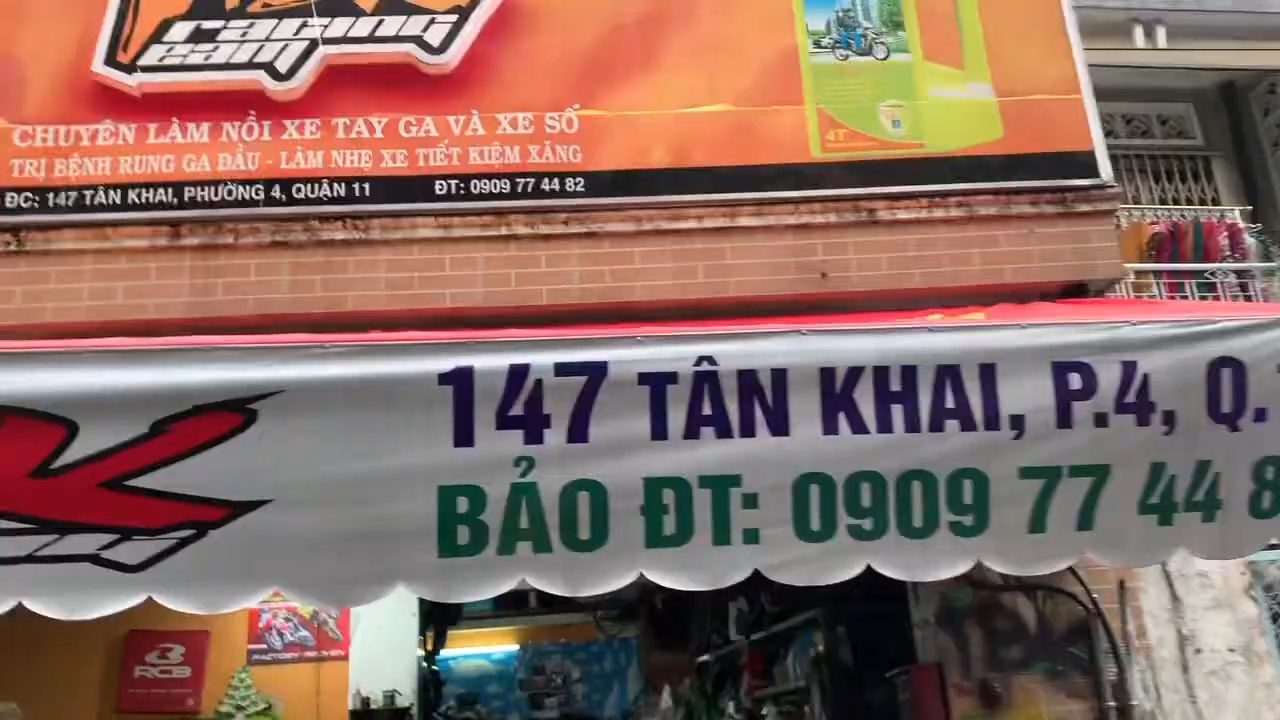 racing
eam
CHUYÊN LÀM NỒI XE TAY GA VÀ XE SỐ
TRỊ BỆNH RUNG GA ĐẦU - LÀM NHẸ XE TIẾT KIỆM XĂNG
ĐC: 147 TÂN KHAI, PHƯỜNG 4, QUẬN 11 ĐT: 0909 77 44 82
4T
147 TÂN KHAI, P.4, Q.
BẢO ĐT: 0909 77 44 8
RCB